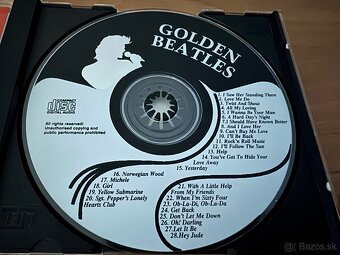 GOLDEN
BEATLES
COMPACT
disc
DIGITAL AUDIO
All rights reserved!
Unauthorised copying and
public performance prohibited
1. I Saw Her Standing There
2. Love Me Do
3. Twist And Shout
4. All My Loving
5. I Wanna Be Your Man
6. A Hard Day's Night
7. I Should Have Known Better
8. And I Love Her
9. Can't Buy Me Love
10. I'll Be Back
11. Rock'n Roll Music
12. I'll Follow The Sun
13. Help
14. You've Got To Hide Your
Love Away
15. Yesterday
16. Norwegian Wood
17. Michele
18. Girl
19. Yellow Submarine
20. Sgt. Pepper's Lonely
Hearts Club
21. With A Little Help
From My Friends
22. When I'm Sixty Four
23. Ob-La-Di, Ob-La-Da
24. Get Back
25. Don't Let Me Down
26. Oh! Darling
27. Let It Be
28. Hey Jude
Bazos.sk